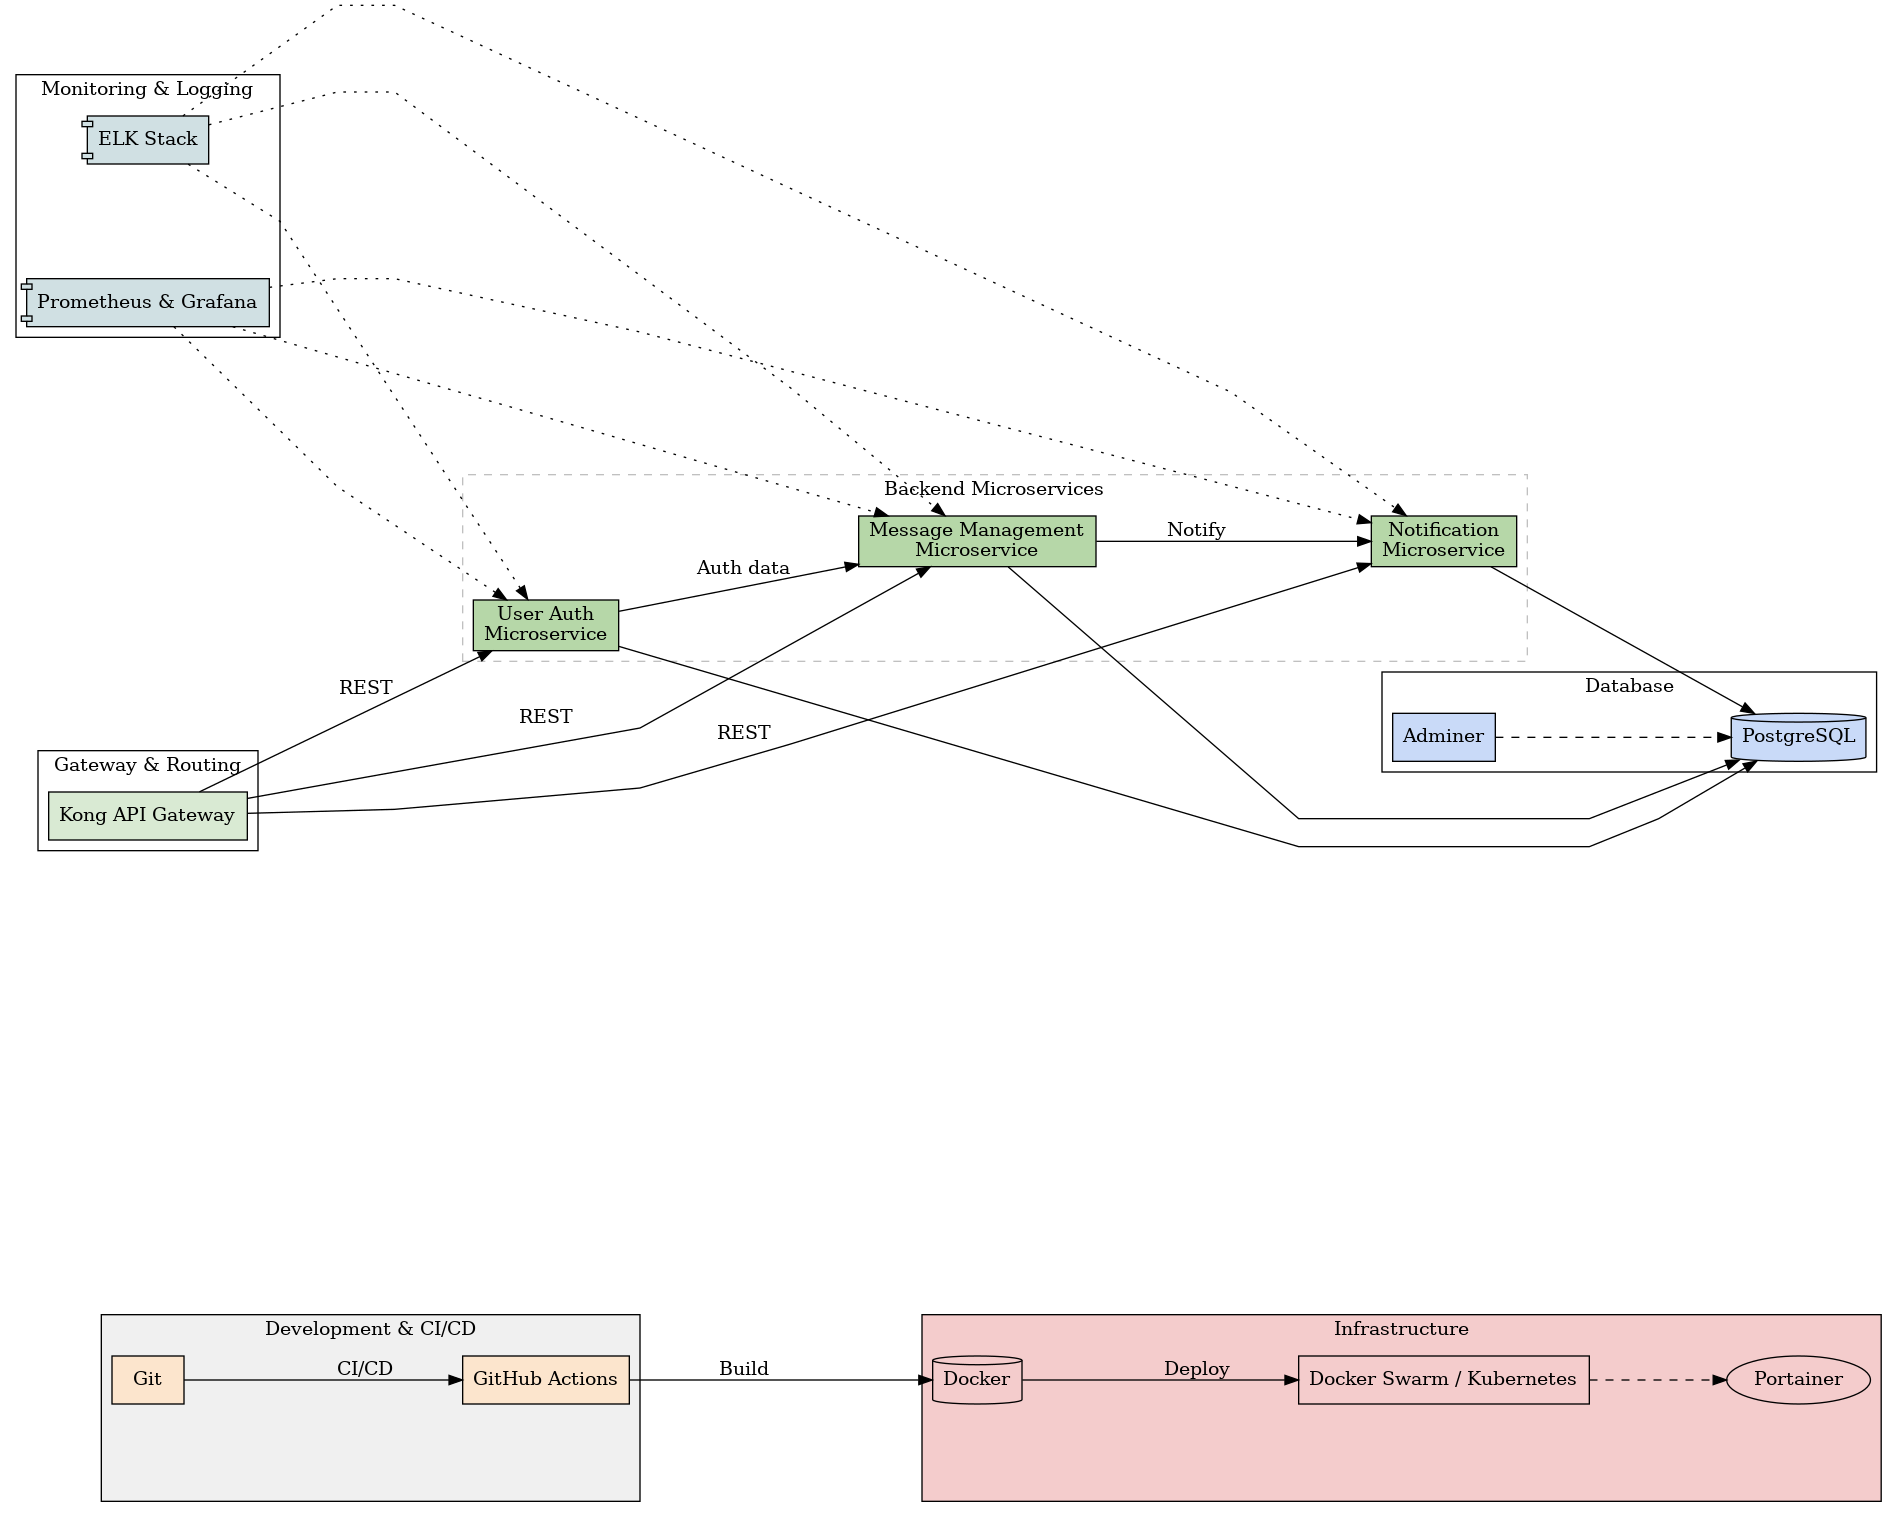 Monitoring & Logging
ELK Stack
Prometheus & Grafana
Backend Microservices
Message Management
Microservice
Notify
Notification
Microservice
Auth data
User Auth
Microservice
REST
REST
REST
Database
Adminer
PostgreSQL
Gateway & Routing
Kong API Gateway
Development & CI/CD
Git
CI/CD
GitHub Actions
Build
Infrastructure
Docker
Deploy
Docker Swarm / Kubernetes
Portainer